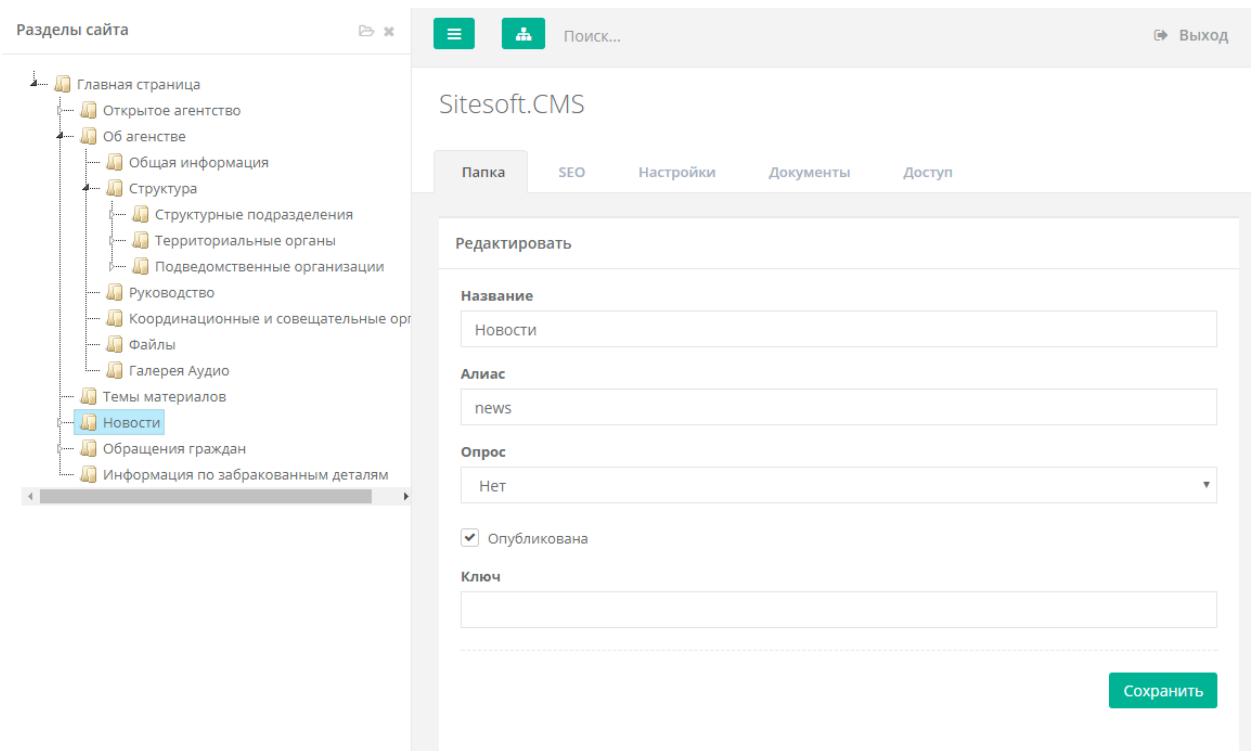 Разделы сайта
Главная страница
Открытое агентство
Об агенстве
Общая информация
Структура
Структурные подразделения
Территориальные органы
Подведомственные организации
Руководство
Координационные и совещательные орг
Файлы
Галерея Аудио
Темы материалов
Новости
Обращения граждан
Информация по забракованным деталям
Поиск...
Выход
Sitesoft.CMS
Папка SEO Настройки Документы Доступ
Редактировать
Название
Новости
Алиас
news
Опрос
Нет
Опубликована
Ключ
Сохранить